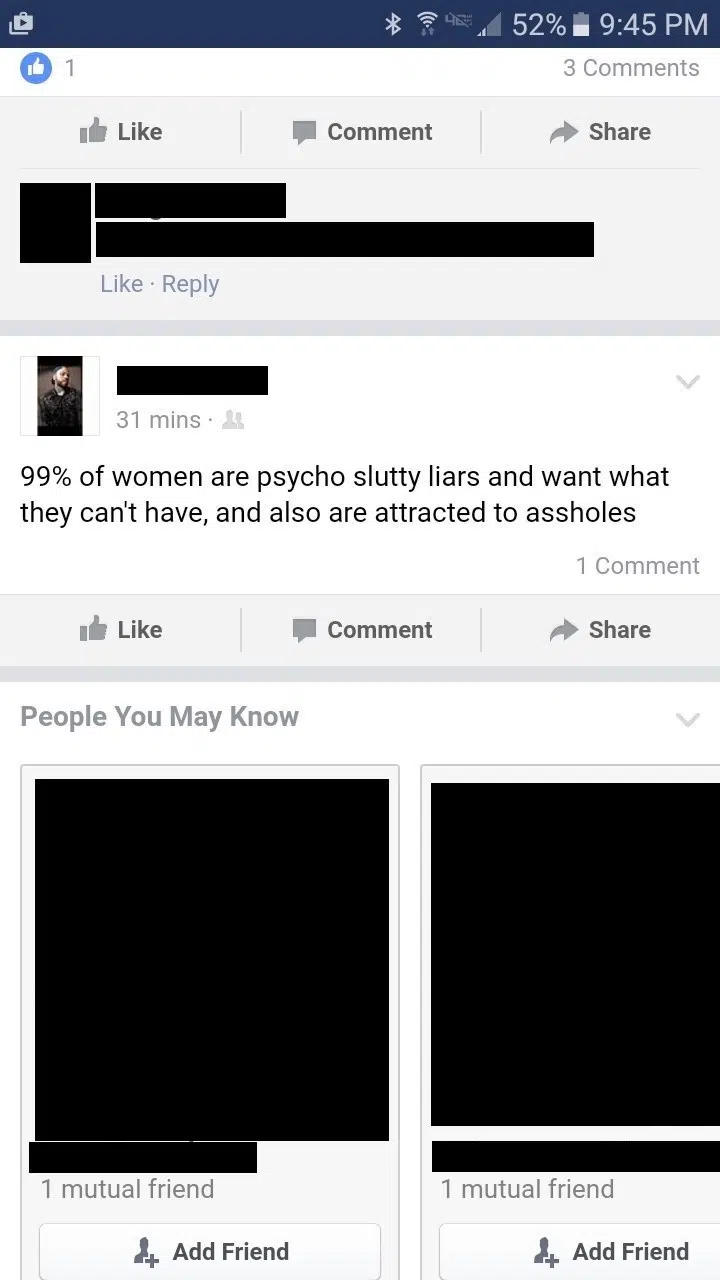 52% 9:45 PM
1 3 Comments
Like Comment Share
Like · Reply
31 mins ·
99% of women are psycho slutty liars and want what
they can't have, and also are attracted to assholes
1 Comment
Like Comment Share
People You May Know
1 mutual friend 1 mutual friend
Add Friend Add Friend